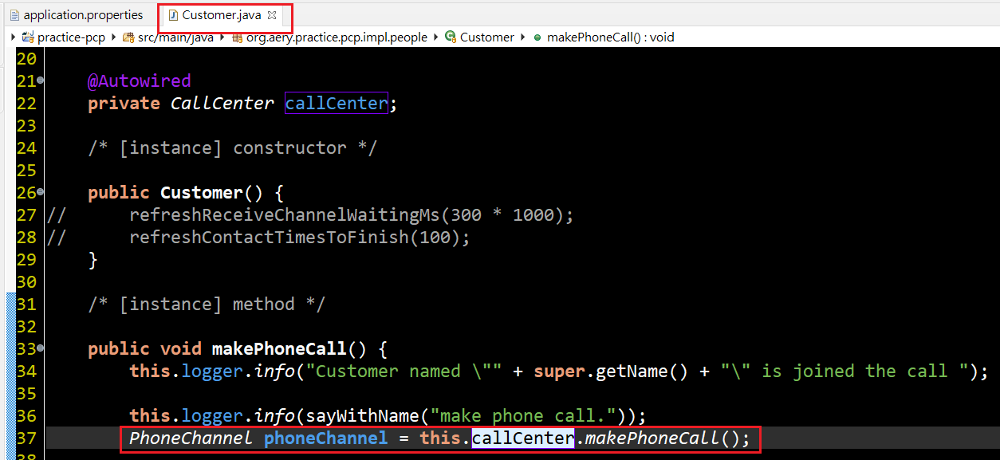 application.properties Customer.java
practice-pcp src/main/java org.aery.practice.pcp.impl.people Customer makePhoneCall() : void
20
21 @Autowired
22 private CallCenter callCenter;
23
24 /* [instance] constructor */
25
26 public Customer() {
27 // refreshReceiveChannelWaitingMs(300 * 1000);
28 // refreshContactTimesToFinish(100);
29 }
30
31 /* [instance] method */
32
33 public void makePhoneCall() {
34 this.logger.info("Customer named \"" + super.getName() + "\" is joined the call ");
35
36 this.logger.info(sayWithName("make phone call."));
37 PhoneChannel phoneChannel = this.callCenter.makePhoneCall();
38